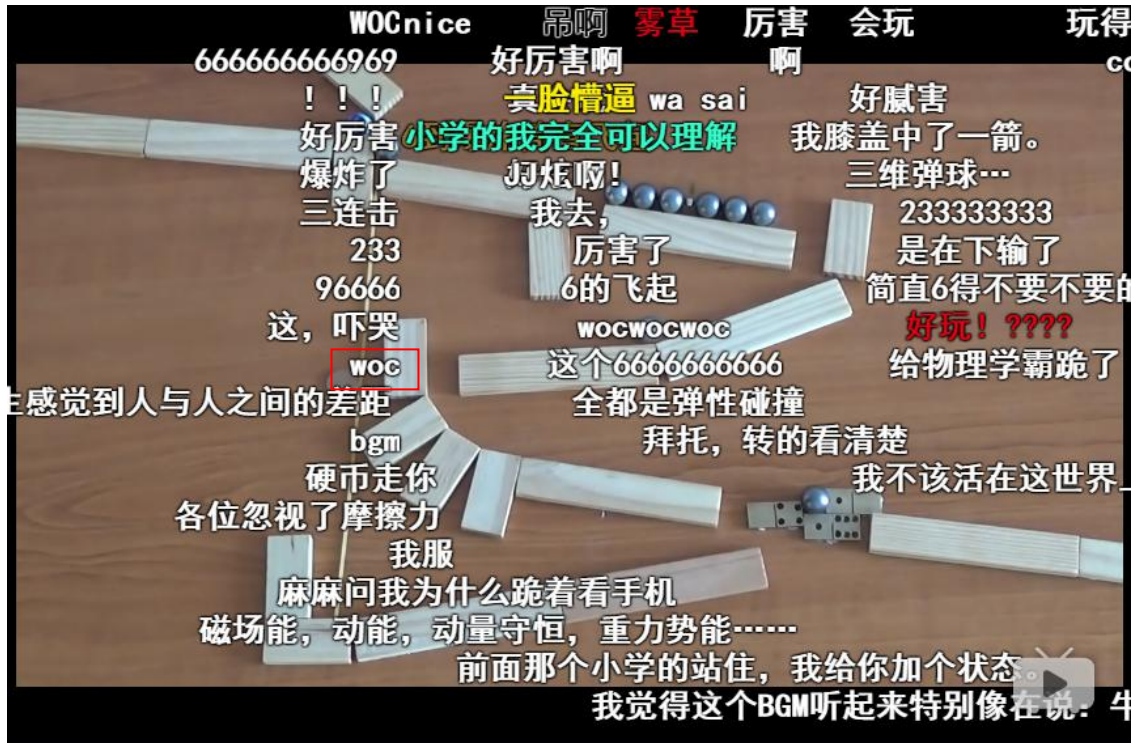 WOCnice 吊啊 雾草 厉害 会玩 玩得
666666666969 好厉害啊 啊
！！！ 一脸懵逼 wa sai 好腻害
好厉害 小学的我完全可以理解 我膝盖中了一箭。
爆炸了 三维弹球…
三连击 我去， 233333333
233 厉害了 是在下输了
96666 6的飞起 简直6得不要不要的
这，吓哭 wocwocwoc 好玩！????
woc 这个6666666666 给物理学霸跪了
感觉到人与人之间的差距 全都是弹性碰撞
bgm 拜托，转的看清楚
硬币走你 我不该活在这世界
各位忽视了摩擦力
我服
麻麻问我为什么跪着看手机
磁场能，动能，动量守恒，重力势能……
前面那个小学的站住，我给你加个状态。
我觉得这个BGM听起来特别像在说：牛